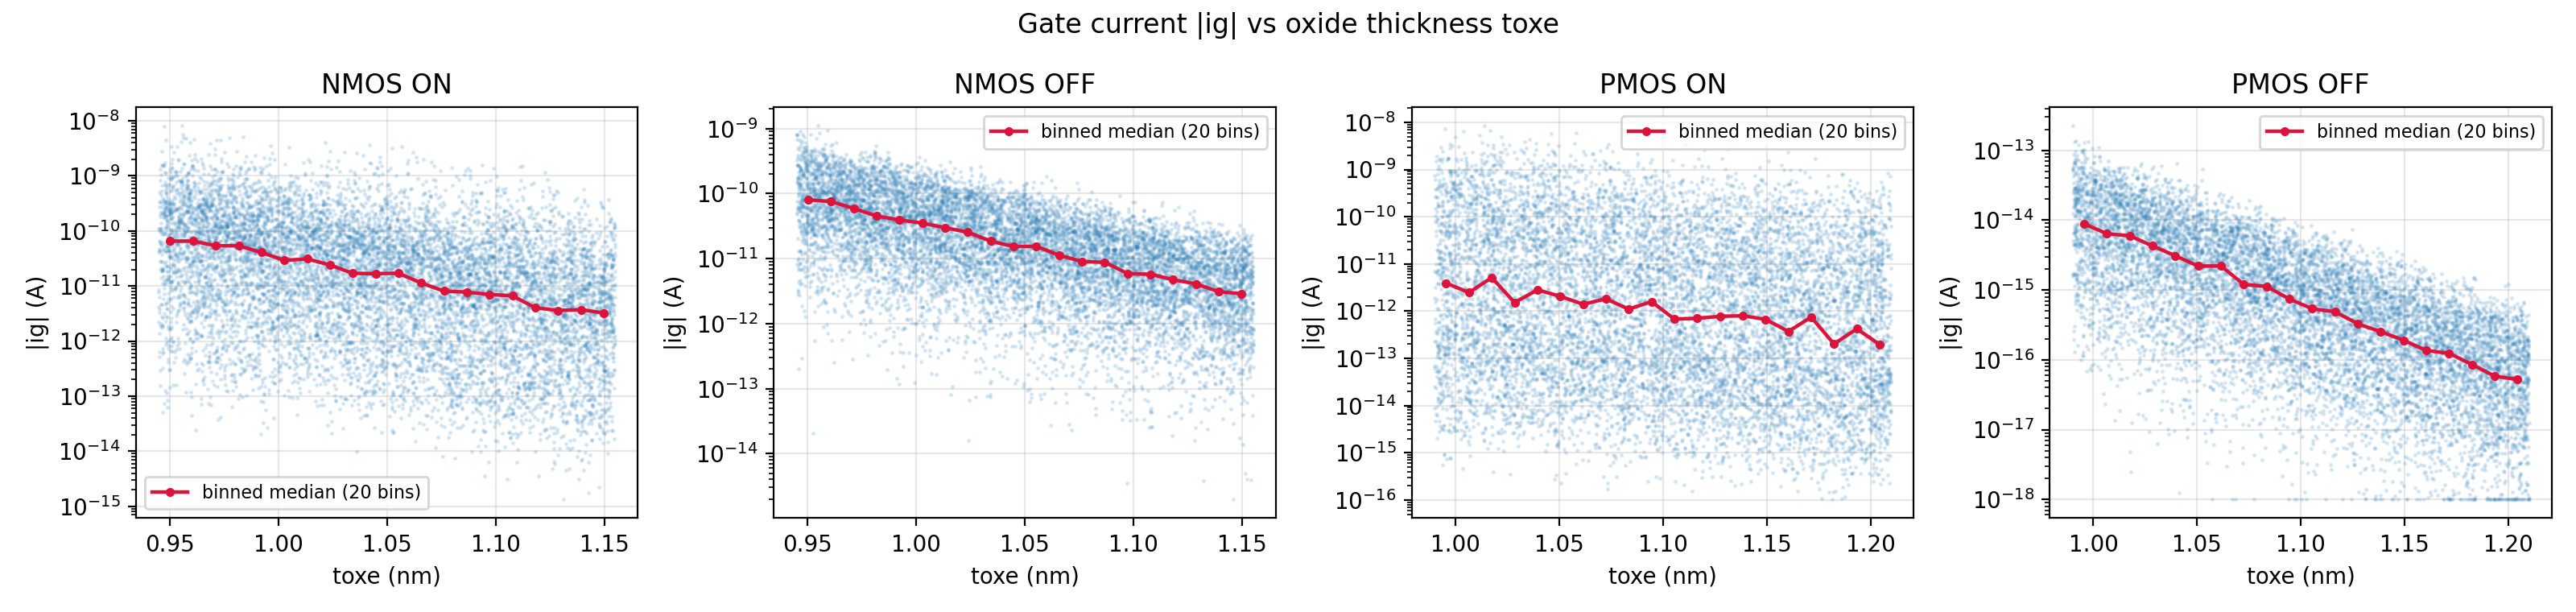 Gate current |ig| vs oxide thickness toxe
NMOS ON
|ig| (A)
10⁻⁸
10⁻⁹
10⁻¹⁰
10⁻¹¹
10⁻¹²
10⁻¹³
10⁻¹⁴
10⁻¹⁵
binned median (20 bins)
0.95 1.00 1.05 1.10 1.15
toxe (nm)
NMOS OFF
|ig| (A)
10⁻⁹
10⁻¹⁰
10⁻¹¹
10⁻¹²
10⁻¹³
10⁻¹⁴
binned median (20 bins)
0.95 1.00 1.05 1.10 1.15
toxe (nm)
PMOS ON
|ig| (A)
10⁻⁸
10⁻⁹
10⁻¹⁰
10⁻¹¹
10⁻¹²
10⁻¹³
10⁻¹⁴
10⁻¹⁵
10⁻¹⁶
binned median (20 bins)
1.00 1.05 1.10 1.15 1.20
toxe (nm)
PMOS OFF
|ig| (A)
10⁻¹³
10⁻¹⁴
10⁻¹⁵
10⁻¹⁶
10⁻¹⁷
10⁻¹⁸
binned median (20 bins)
1.00 1.05 1.10 1.15 1.20
toxe (nm)